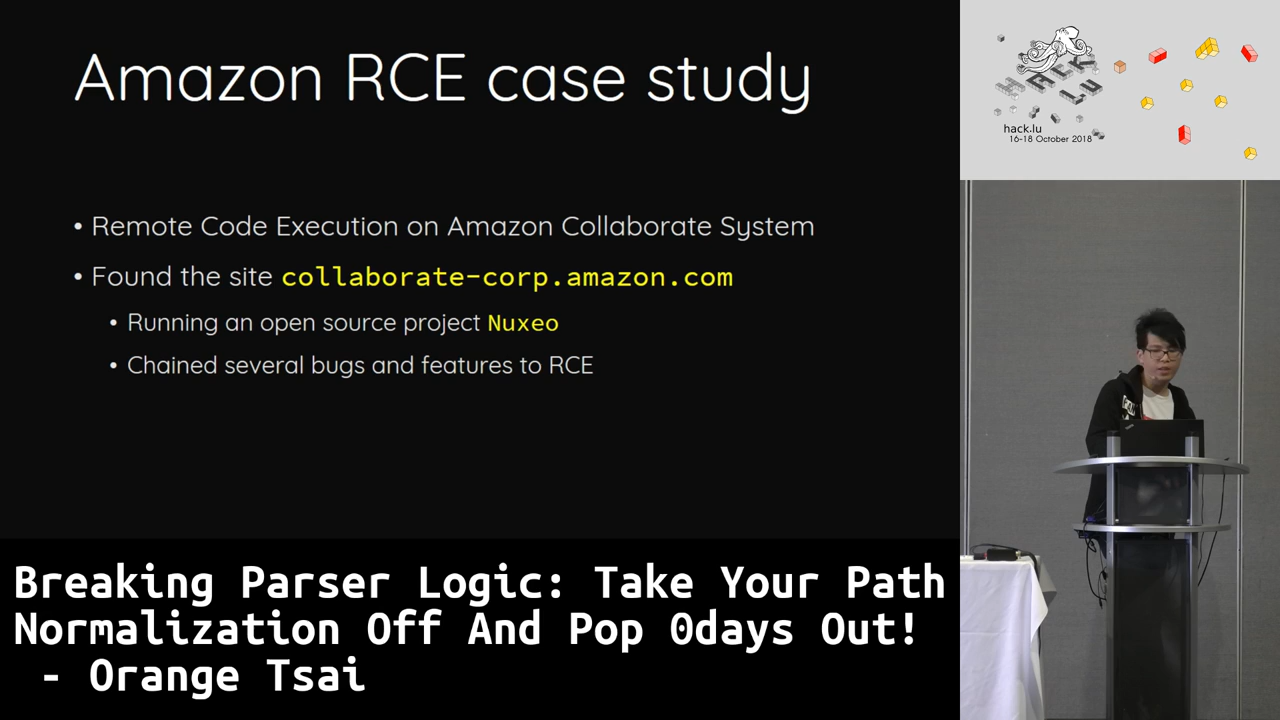 Amazon RCE case study
• Remote Code Execution on Amazon Collaborate System
• Found the site collaborate-corp.amazon.com
• Running an open source project Nuxeo
• Chained several bugs and features to RCE
HACK
LU
hack.lu
16-18 October 2018
Breaking Parser Logic: Take Your Path
Normalization Off And Pop 0days Out!
- Orange Tsai